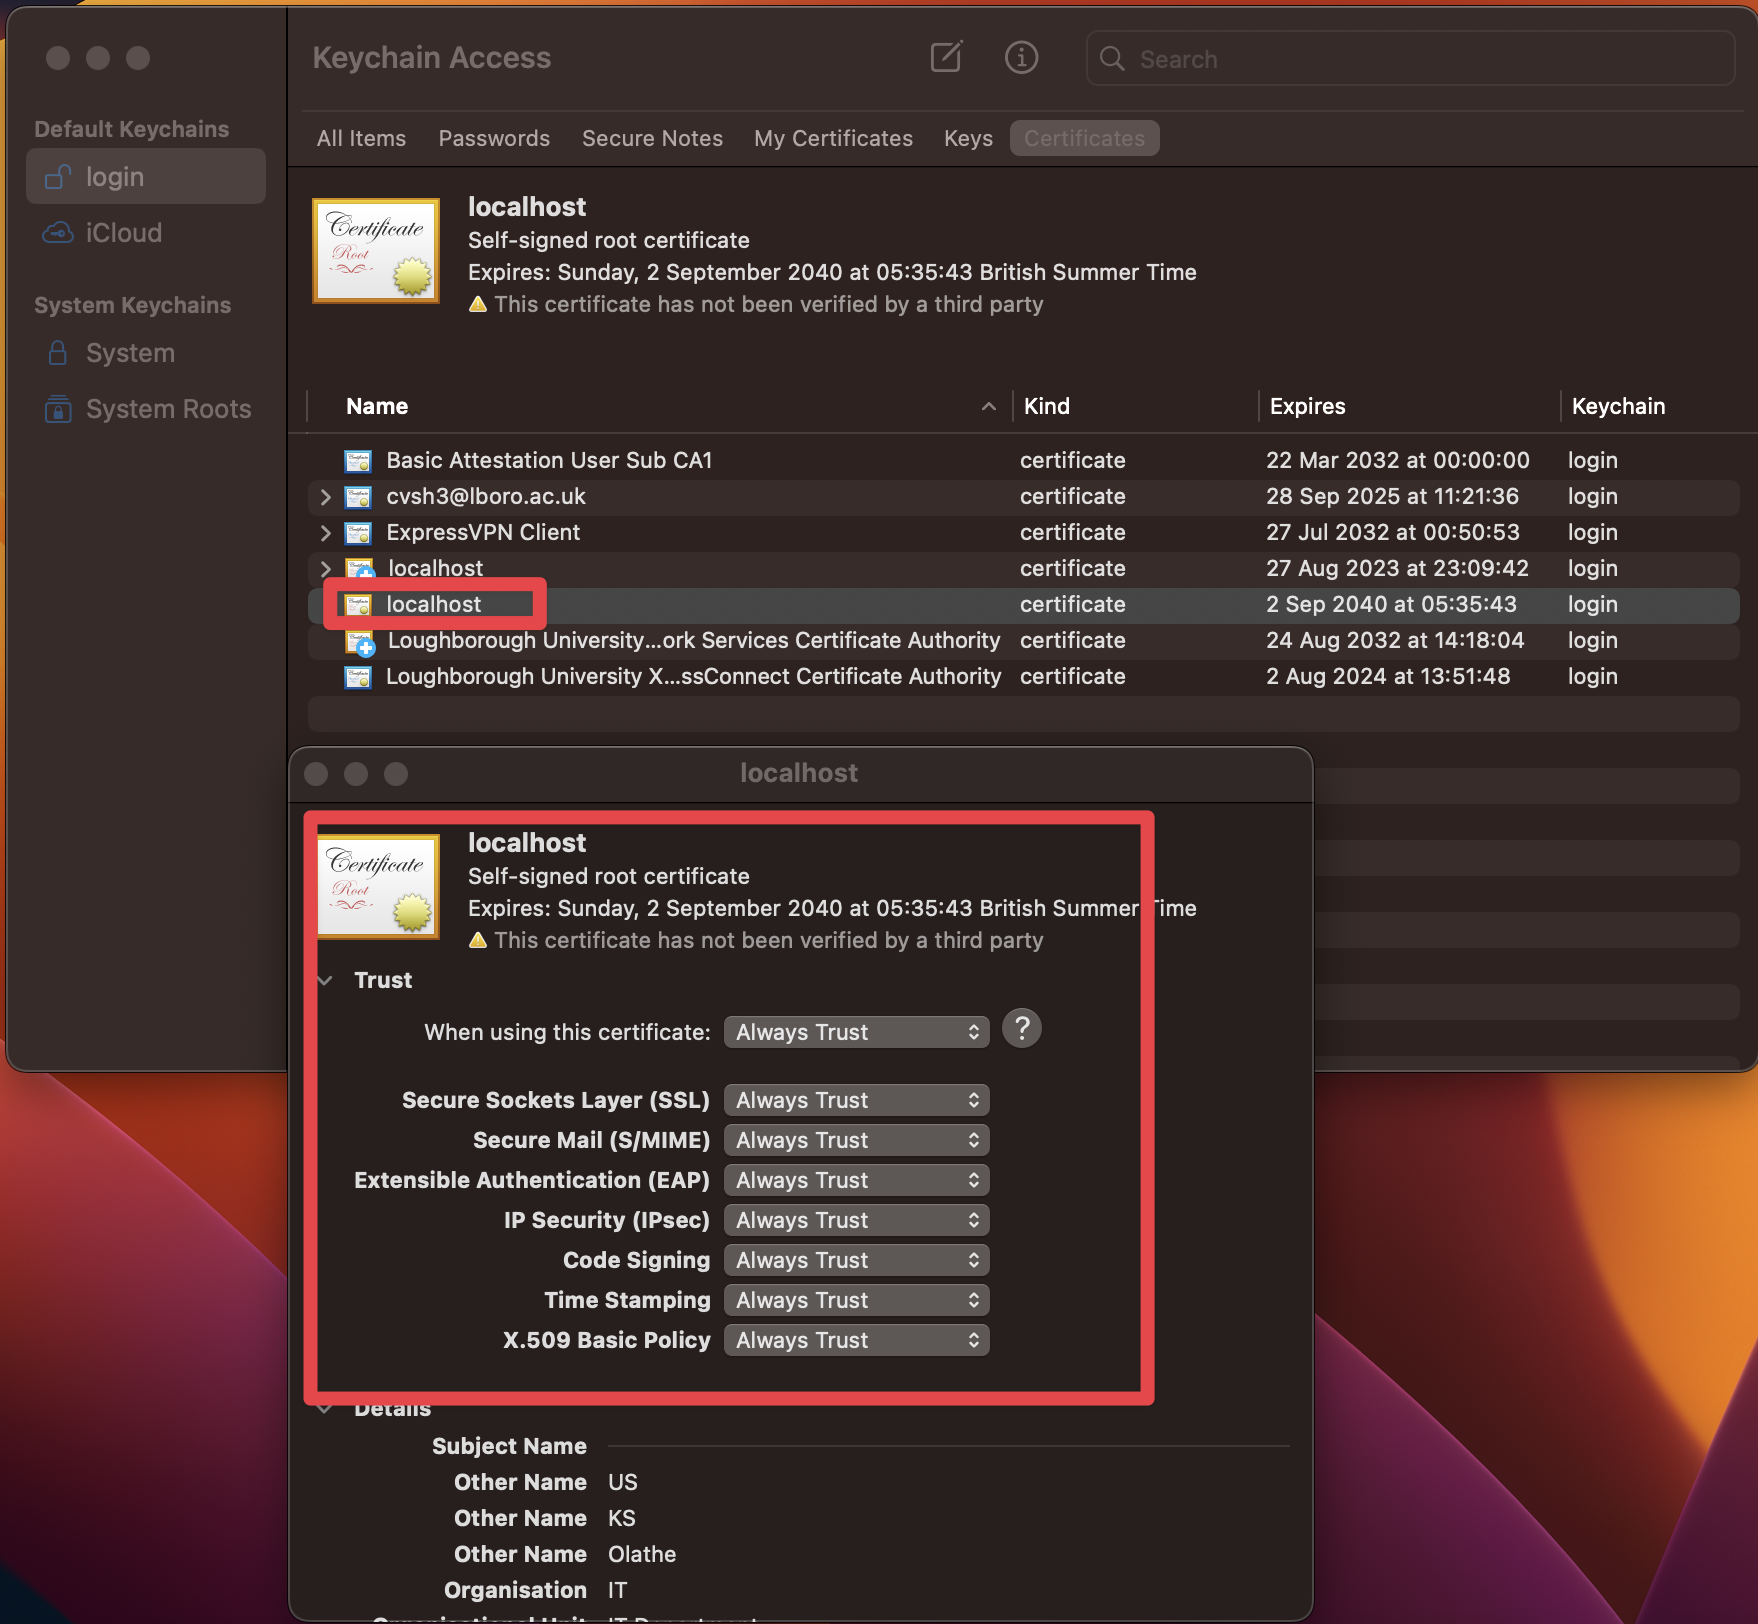 Keychain Access
Search
Default Keychains
login
iCloud
System Keychains
System
System Roots
All Items Passwords Secure Notes My Certificates Keys Certificates
Certificate
Root
localhost
Self-signed root certificate
Expires: Sunday, 2 September 2040 at 05:35:43 British Summer Time
This certificate has not been verified by a third party
Name Kind Expires Keychain
Basic Attestation User Sub CA1 certificate 22 Mar 2032 at 00:00:00 login
cvsh3@lboro.ac.uk certificate 28 Sep 2025 at 11:21:36 login
ExpressVPN Client certificate 27 Jul 2032 at 00:50:53 login
localhost certificate 27 Aug 2023 at 23:09:42 login
localhost certificate 2 Sep 2040 at 05:35:43 login
Loughborough University...ork Services Certificate Authority certificate 24 Aug 2032 at 14:18:04 login
Loughborough University X...ssConnect Certificate Authority certificate 2 Aug 2024 at 13:51:48 login
localhost
Certificate
Root
localhost
Self-signed root certificate
Expires: Sunday, 2 September 2040 at 05:35:43 British Summer Time
This certificate has not been verified by a third party
Trust
When using this certificate: Always Trust ?
Secure Sockets Layer (SSL) Always Trust
Secure Mail (S/MIME) Always Trust
Extensible Authentication (EAP) Always Trust
IP Security (IPsec) Always Trust
Code Signing Always Trust
Time Stamping Always Trust
X.509 Basic Policy Always Trust
Details
Subject Name
Other Name US
Other Name KS
Other Name Olathe
Organisation IT
Organisational Unit IT Department